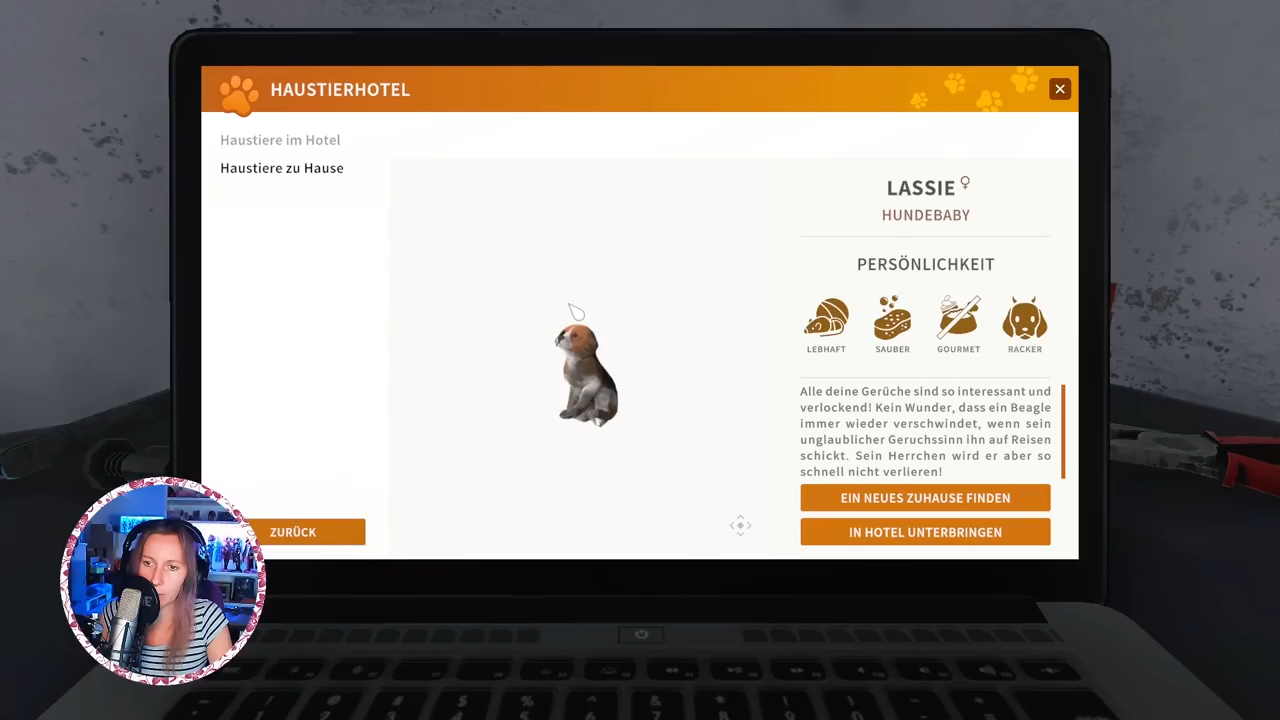 HAUSTIERHOTEL
Haustiere im Hotel
Haustiere zu Hause
LASSIE♀
HUNDEBABY
PERSÖNLICHKEIT
LEBHAFT
SAUBER
GOURMET
RACKER
Alle deine Gerüche sind so interessant und
verlockend! Kein Wunder, dass ein Beagle
immer wieder verschwindet, wenn sein
unglaublicher Geruchssinn ihn auf Reisen
schickt. Sein Herrchen wird er aber so
schnell nicht verlieren!
EIN NEUES ZUHAUSE FINDEN
ZURÜCK
IN HOTEL UNTERBRINGEN